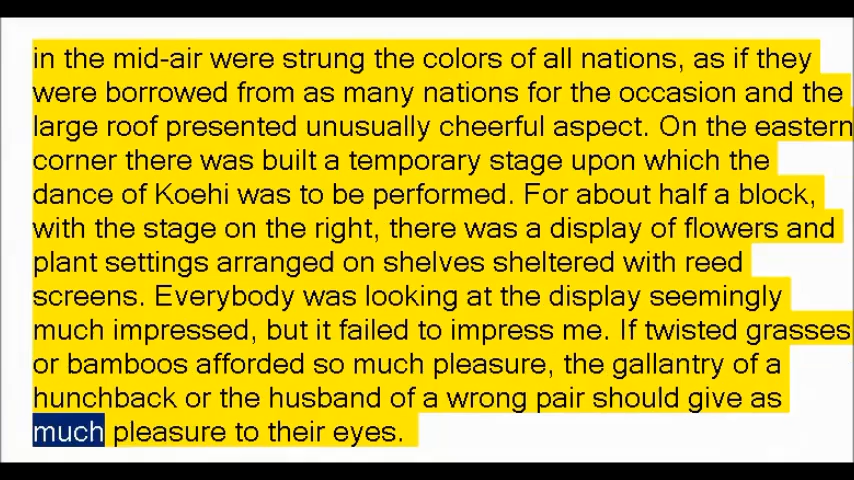 in the mid-air were strung the colors of all nations, as if they
were borrowed from as many nations for the occasion and the
large roof presented unusually cheerful aspect. On the eastern
corner there was built a temporary stage upon which the
dance of Koehi was to be performed. For about half a block,
with the stage on the right, there was a display of flowers and
plant settings arranged on shelves sheltered with reed
screens. Everybody was looking at the display seemingly
much impressed, but it failed to impress me. If twisted grasses
or bamboos afforded so much pleasure, the gallantry of a
hunchback or the husband of a wrong pair should give as
much pleasure to their eyes.